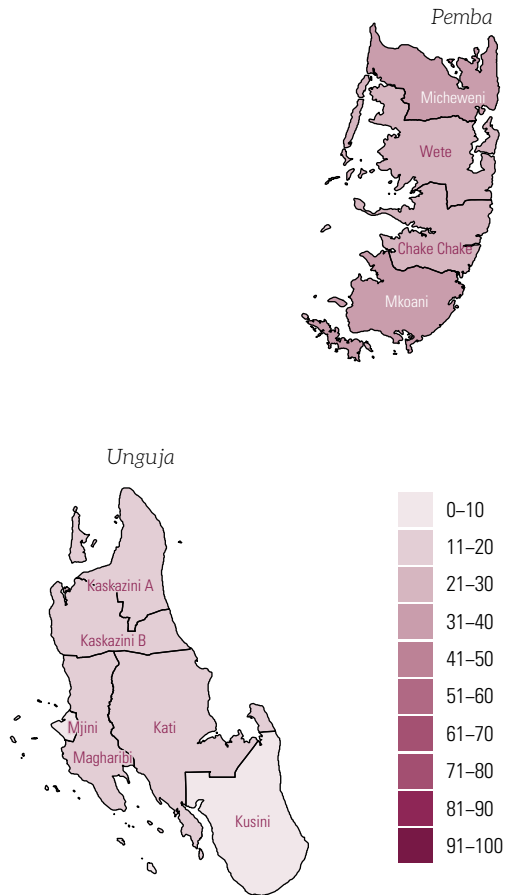 Pemba
Micheweni
Wete
Chake Chake
Mkoani
Unguja
Kaskazini A
Kaskazini B
Mjini
Kati
Magharibi
Kusini
0–10
11–20
21–30
31–40
41–50
51–60
61–70
71–80
81–90
91–100